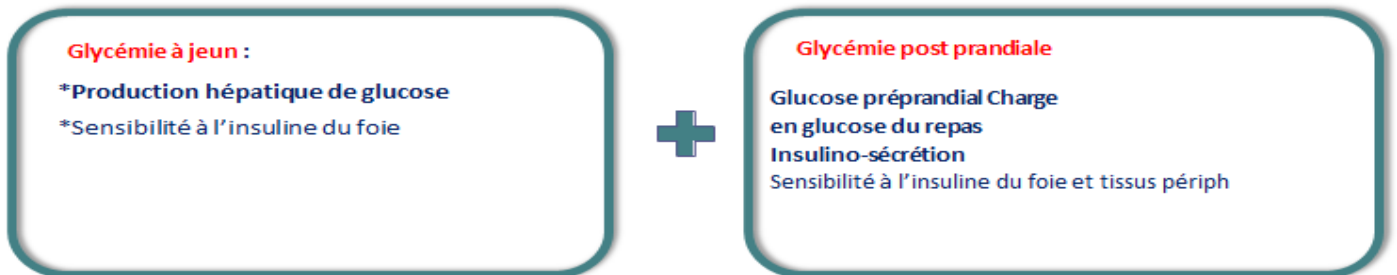 Glycémie à jeun :
*Production hépatique de glucose
*Sensibilité à l’insuline du foie
Glycémie post prandiale
Glucose préprandial Charge
en glucose du repas
Insulino-sécrétion
Sensibilité à l’insuline du foie et tissus périph